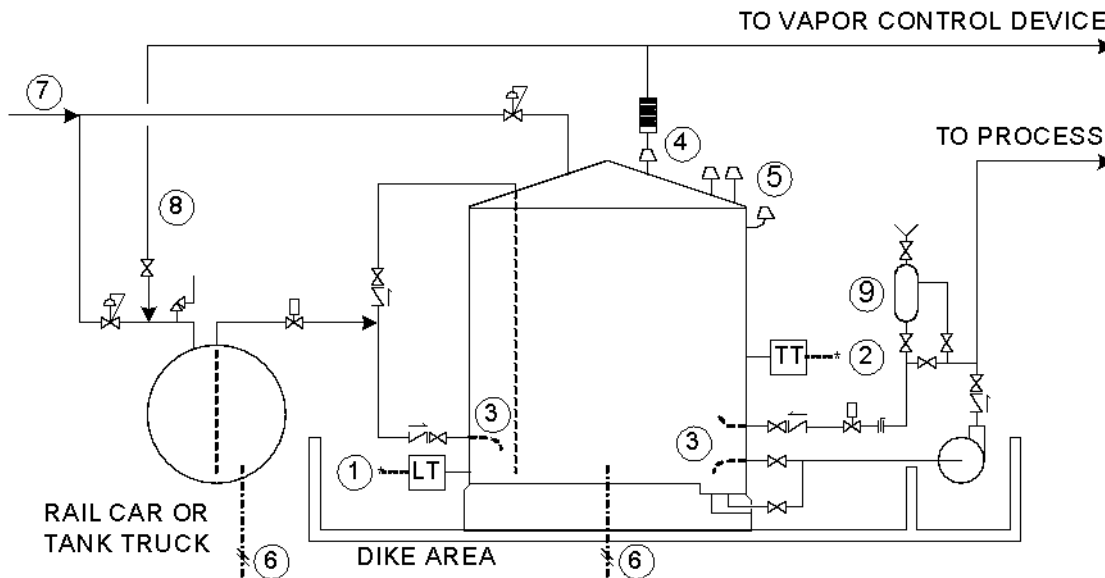 TO VAPOR CONTROL DEVICE
7
4
TO PROCESS
5
8
9
TT
2
3
3
1
LT
RAIL CAR OR
TANK TRUCK
6
DIKE AREA
6